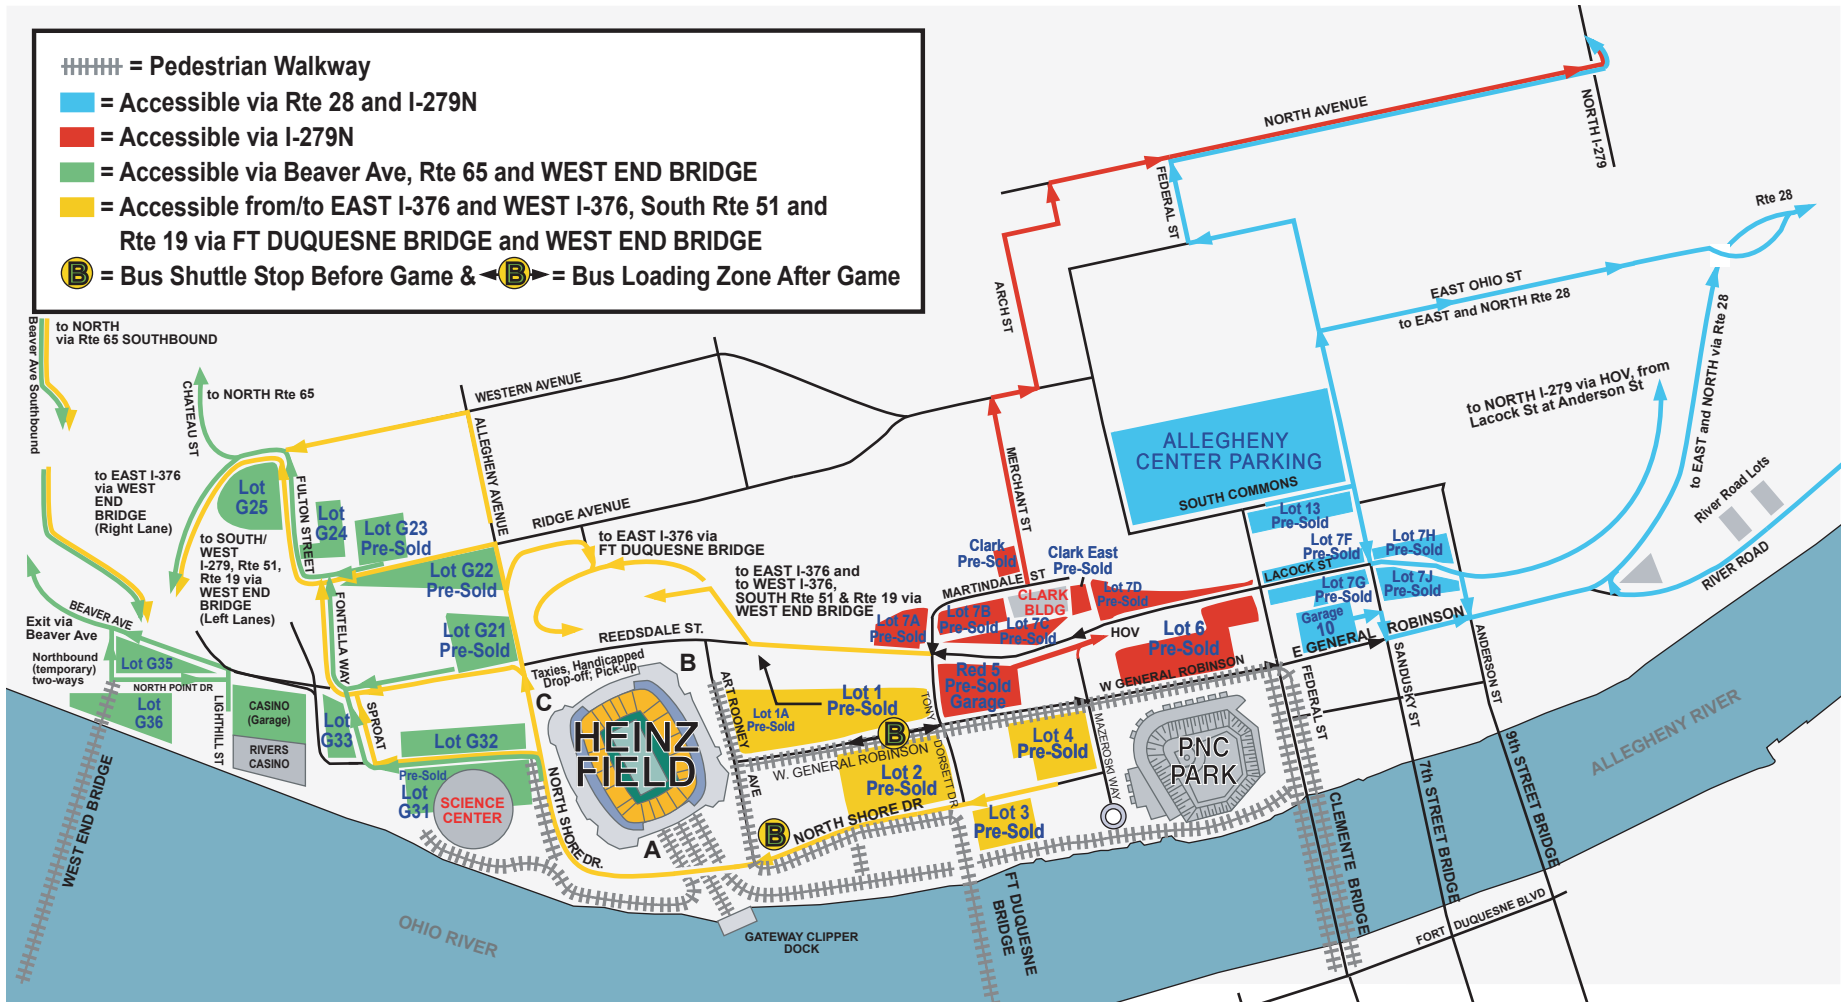 = Pedestrian Walkway
= Accessible via Rte 28 and I-279N
= Accessible via I-279N
= Accessible via Beaver Ave, Rte 65 and WEST END BRIDGE
= Accessible from/to EAST I-376 and WEST I-376, South Rte 51 and
Rte 19 via FT DUQUESNE BRIDGE and WEST END BRIDGE
B = Bus Shuttle Stop Before Game & B = Bus Loading Zone After Game
NORTH AVENUE
NORTH I-279
FEDERAL ST
Rte 28
ARCH ST
EAST OHIO ST
to EAST and NORTH Rte 28
to EAST and NORTH via Rte 28
to NORTH I-279 via HOV, from
Lacock St at Anderson St
River Road Lots
RIVER ROAD
Beaver Ave Southbound
to NORTH
via Rte 65 SOUTHBOUND
CHATEAU ST
to NORTH Rte 65
WESTERN AVENUE
ALLEGHENY AVENUE
RIDGE AVENUE
MERCHANT ST
ALLEGHENY
CENTER PARKING
SOUTH COMMONS
to EAST I-376
via WEST
END
BRIDGE
(Right Lane)
Lot
G25
FULTON STREET
Lot
G24
Lot G23
Pre-Sold
to SOUTH/
WEST
I-279, Rte 51,
Rte 19 via
WEST END
BRIDGE
(Left Lanes)
Lot G22
Pre-Sold
to EAST I-376 via
FT DUQUESNE BRIDGE
to EAST I-376 and
to WEST I-376,
SOUTH Rte 51 & Rte 19 via
WEST END BRIDGE
Clark
Pre-Sold
Clark East
Pre-Sold
MARTINDALE ST
CLARK
BLDG
Lot 7A
Pre-Sold
Lot 7B
Pre-Sold
Lot 7C
Pre-Sold
Lot 7D
Pre-Sold
Lot 13
Pre-Sold
Lot 7F
Pre-Sold
Lot 7H
Pre-Sold
LACOCK ST
Lot 7G
Pre-Sold
Lot 7J
Pre-Sold
Garage
10
E GENERAL ROBINSON
BEAVER AVE
Exit via
Beaver Ave
Northbound
(temporary)
two-ways
Lot G35
NORTH POINT DR
Lot
G36
LIGHTHILL ST
CASINO
(Garage)
RIVERS
CASINO
FONTELLA WAY
Lot
G33
SPROAT
Lot G21
Pre-Sold
Lot G32
Pre-Sold
Lot
G31
SCIENCE
CENTER
REEDSDALE ST.
Taxies, Handicapped
Drop-off, Pick-up
A
B
C
HEINZ
FIELD
NORTH SHORE DR.
ART ROONEY AVE
Lot 1A
Pre-Sold
Lot 1
Pre-Sold
B
W. GENERAL ROBINSON
TONY DORSETT DR
Lot 2
Pre-Sold
B
NORTH SHORE DR
Lot 3
Pre-Sold
Lot 4
Pre-Sold
Red 5
Pre-Sold
Garage
HOV
Lot 6
Pre-Sold
W GENERAL ROBINSON
MAZEROSKI WAY
PNC
PARK
FEDERAL ST
SANDUSKY ST
ANDERSON ST
WEST END BRIDGE
OHIO RIVER
GATEWAY CLIPPER
DOCK
FT DUQUESNE
BRIDGE
CLEMENTE BRIDGE
7th STREET BRIDGE
9th STREET BRIDGE
ALLEGHENY RIVER
FORT DUQUESNE BLVD